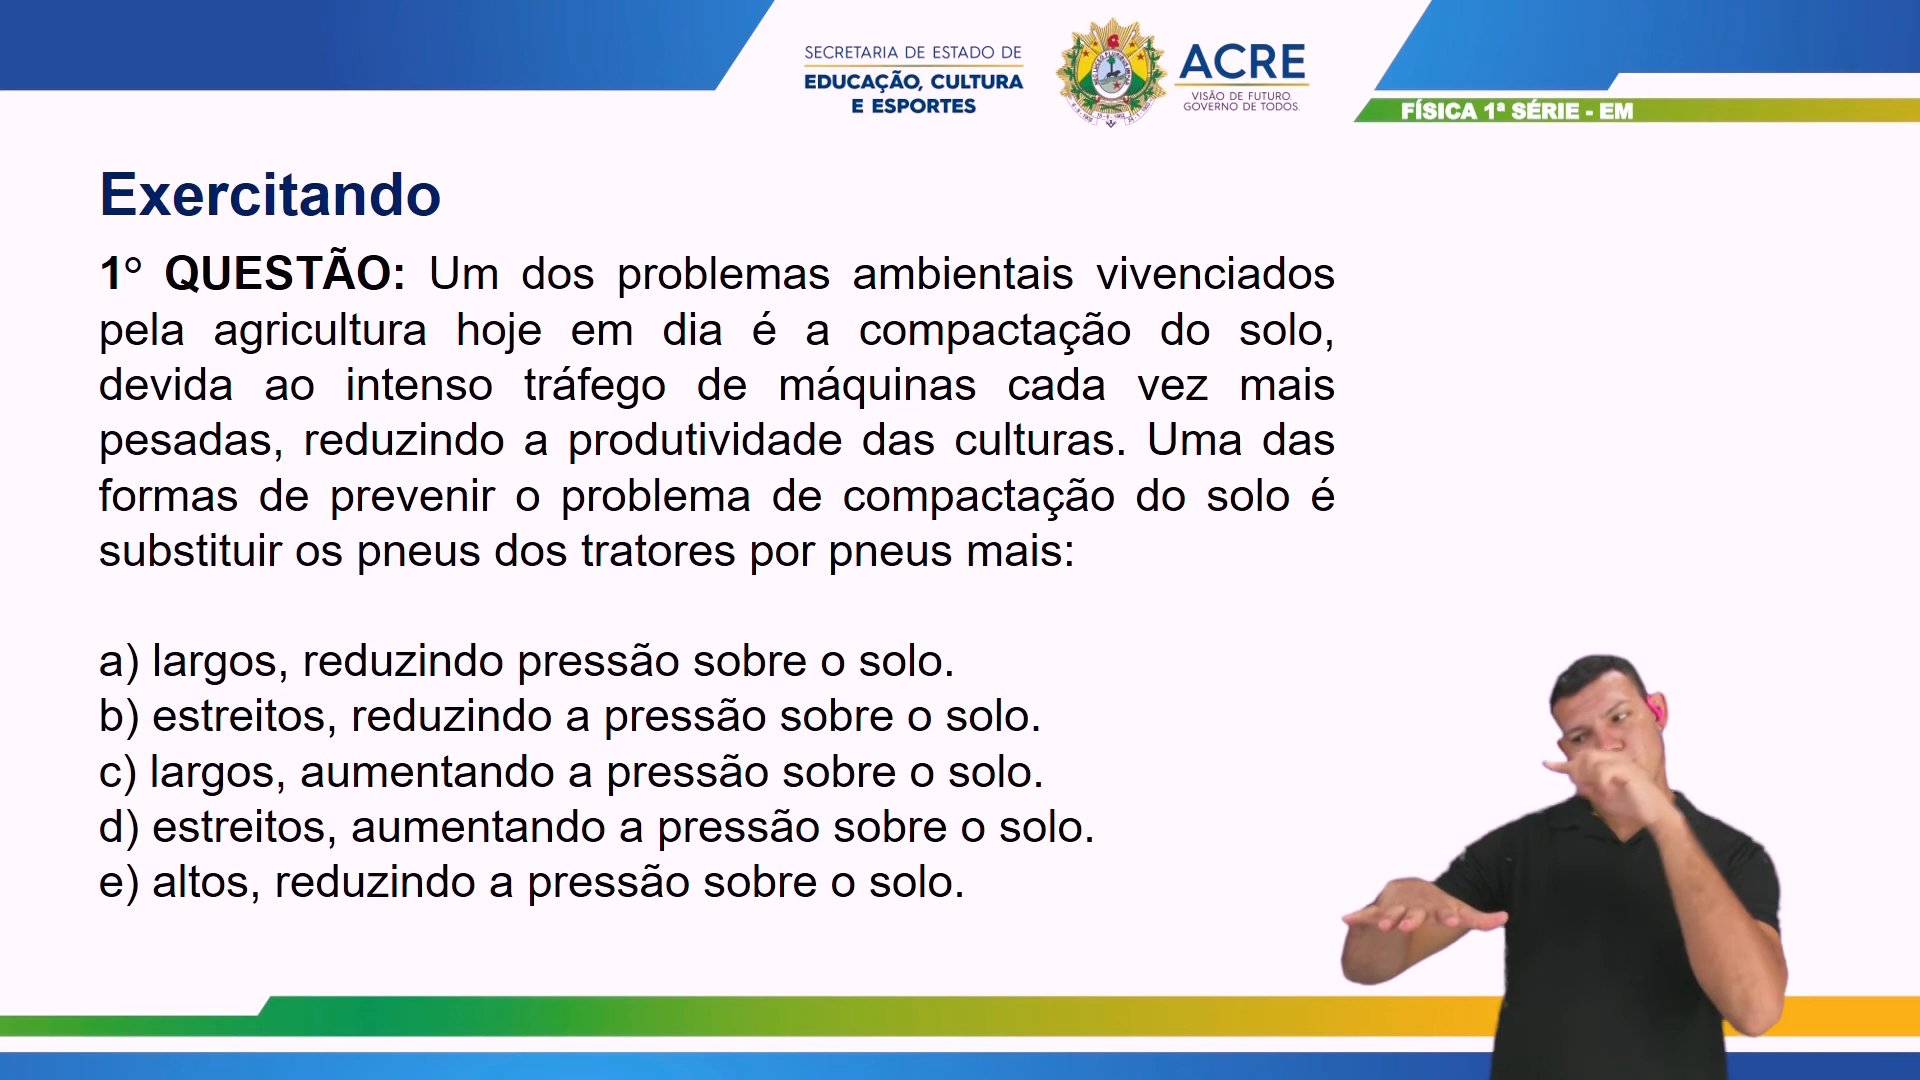 SECRETARIA DE ESTADO DE
EDUCAÇÃO, CULTURA
E ESPORTES
ACRE
VISÃO DE FUTURO.
GOVERNO DE TODOS.
FÍSICA 1ª SÉRIE - EM
Exercitando
1° QUESTÃO: Um dos problemas ambientais vivenciados
pela agricultura hoje em dia é a compactação do solo,
devida ao intenso tráfego de máquinas cada vez mais
pesadas, reduzindo a produtividade das culturas. Uma das
formas de prevenir o problema de compactação do solo é
substituir os pneus dos tratores por pneus mais:
a) largos, reduzindo pressão sobre o solo.
b) estreitos, reduzindo a pressão sobre o solo.
c) largos, aumentando a pressão sobre o solo.
d) estreitos, aumentando a pressão sobre o solo.
e) altos, reduzindo a pressão sobre o solo.